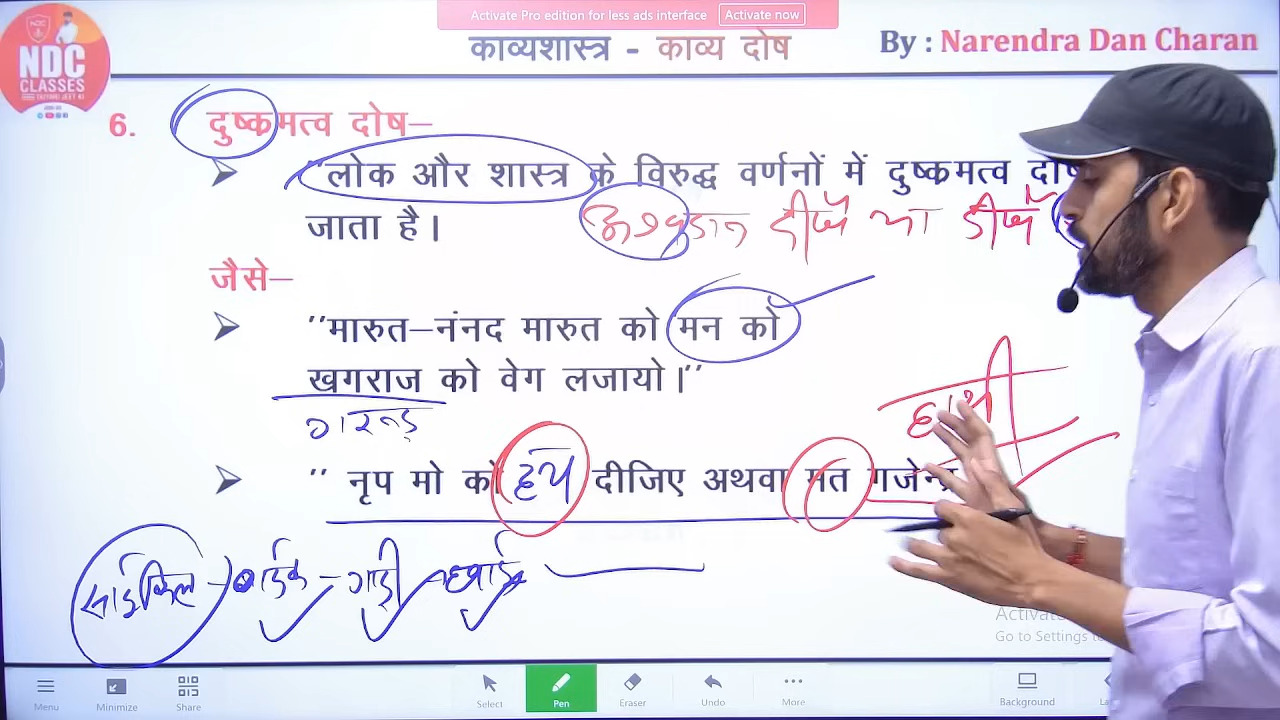 Activate Pro edition for less ads interface Activate now
काव्यशास्त्र - काव्य दोष
By : Narendra Dan Charan
NDC
CLASSES
6. दुष्कमत्व दोष–
"लोक और शास्त्र के विरुद्ध वर्णनों में दुष्कमत्व दोष
जाता है।
दीजै या दीजै
जैसे–
"मारुत–नंनद मारुत को मन को
खगराज को वेग लजायो।"
गरुड़
हाथी
" नृप मो को हय दीजिए अथवा मत गजेन्द्र
साईकिल - बाईक - गाड़ी
Activate
Go to Settings to
Menu Minimize Share Select Pen Eraser Undo More Background